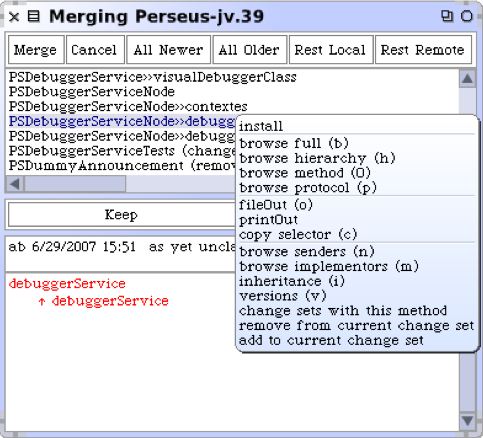 Merging Perseus-jv.39
Merge Cancel All Newer All Older Rest Local Rest Remote
PSDebuggerService>>visualDebuggerClass
PSDebuggerServiceNode
PSDebuggerServiceNode>>contextes
PSDebuggerServiceNode>>debugg
PSDebuggerServiceNode>>debugg
PSDebuggerServiceTests (change
PSDummyAnnouncement (remov
install
browse full (b)
browse hierarchy (h)
browse method (O)
browse protocol (p)
fileOut (o)
printOut
copy selector (c)
browse senders (n)
browse implementors (m)
inheritance (i)
versions (v)
change sets with this method
remove from current change set
add to current change set
Keep
ab 6/29/2007 15:51 as yet uncla
debuggerService
↑ debuggerService